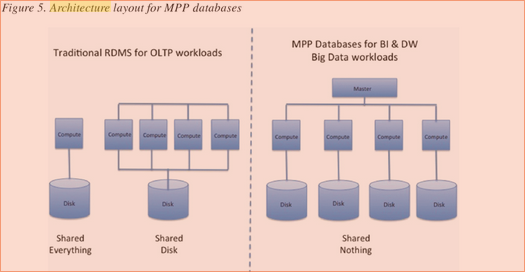 Figure 5. Architecture layout for MPP databases
Traditional RDMS for OLTP workloads
Compute
Compute
Compute
Compute
Compute
Disk
Disk
Shared
Everything
Shared
Disk
MPP Databases for BI & DW
Big Data workloads
Master
Compute
Compute
Compute
Compute
Disk
Disk
Disk
Disk
Shared
Nothing